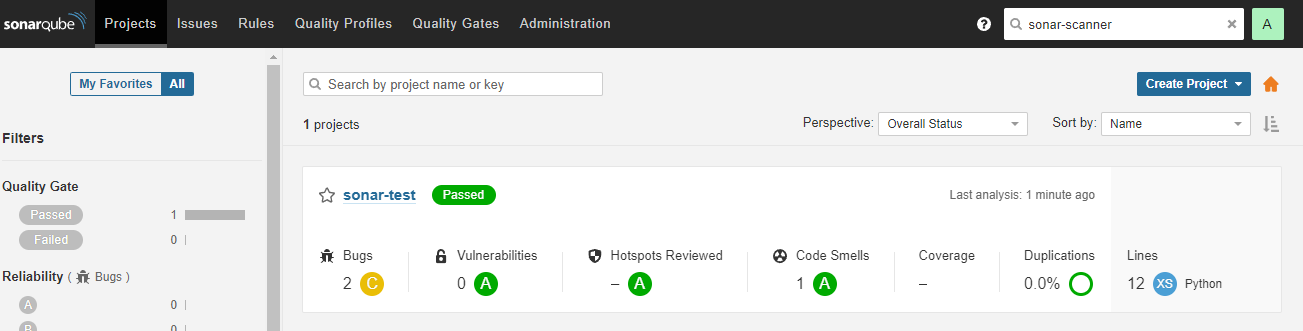 sonarqube Projects Issues Rules Quality Profiles Quality Gates Administration ? sonar-scanner A
My Favorites All
Filters
Quality Gate
Passed 1
Failed 0
Reliability ( Bugs )
A 0
B 0
Search by project name or key
Create Project
1 projects
Perspective: Overall Status Sort by: Name
sonar-test Passed Last analysis: 1 minute ago
Bugs Vulnerabilities Hotspots Reviewed Code Smells Coverage Duplications Lines
2 C 0 A – A 1 A – 0.0% 12 XS Python